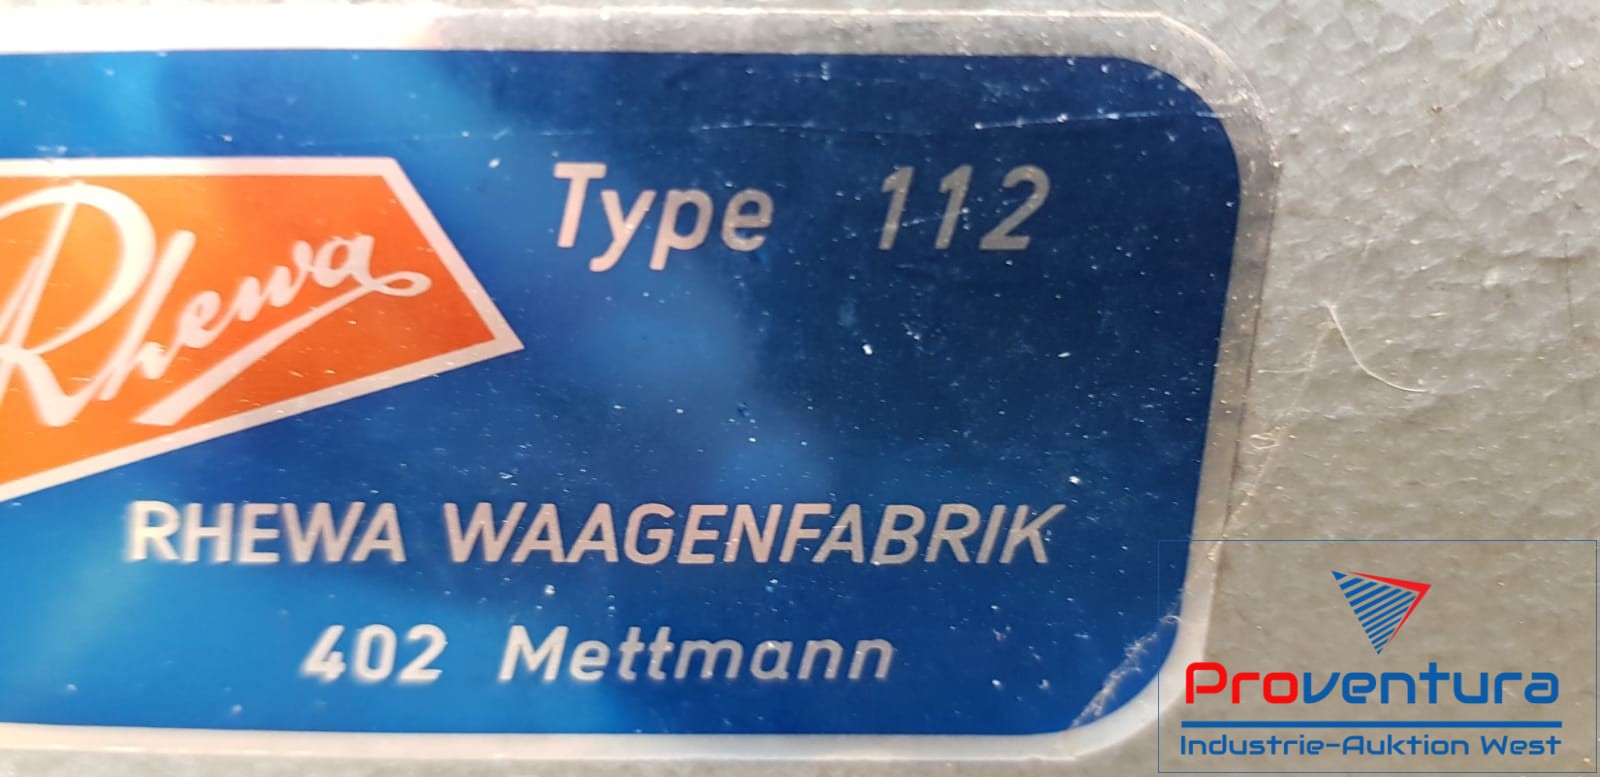 Rhewa
Type 112
RHEWA WAAGENFABRIK
402 Mettmann
Proventura
Industrie-Auktion West